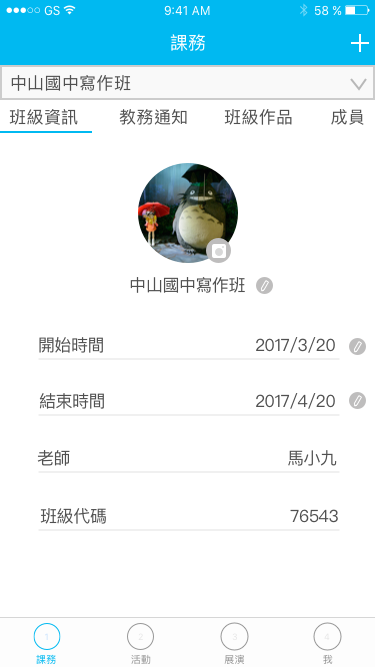 GS 9:41 AM 58 %
課務
中山國中寫作班
班級資訊 教務通知 班級作品 成員
中山國中寫作班
開始時間 2017/3/20
結束時間 2017/4/20
老師 馬小九
班級代碼 76543
1 2 3 4
課務 活動 展演 我